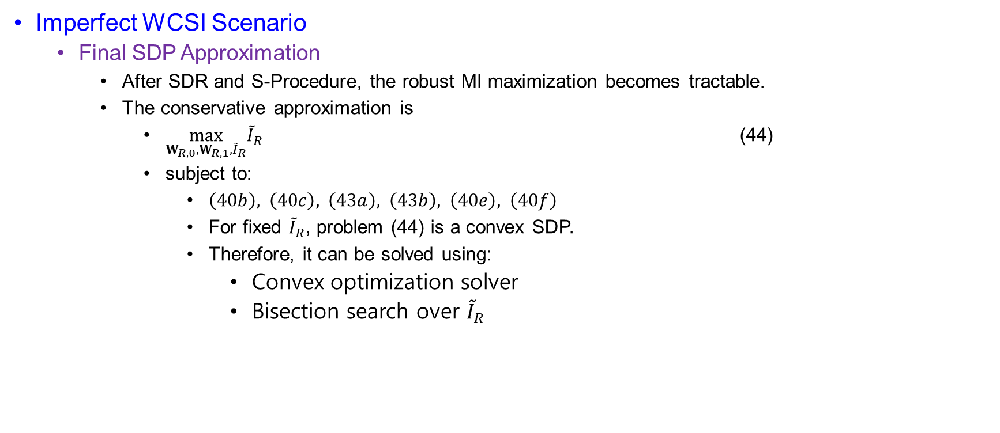 • Imperfect WCSI Scenario
• Final SDP Approximation
• After SDR and S-Procedure, the robust MI maximization becomes tractable.
• The conservative approximation is
• max Ĩ_R (44)
𝐖_{R,0},𝐖_{R,1},Ĩ_R
• subject to:
• (40b), (40c), (43a), (43b), (40e), (40f)
• For fixed Ĩ_R, problem (44) is a convex SDP.
• Therefore, it can be solved using:
• Convex optimization solver
• Bisection search over Ĩ_R